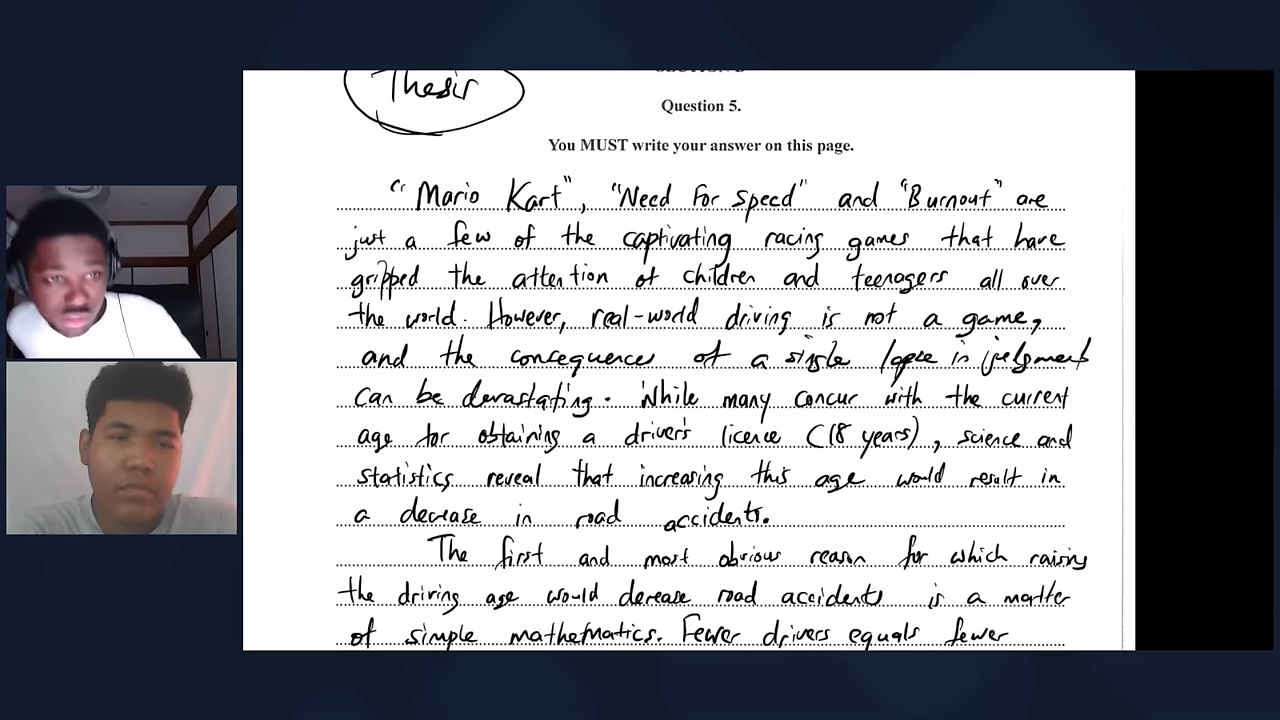 Thesis
Question 5.
You MUST write your answer on this page.
"Mario Kart", "Need For Speed" and "Burnout" are
just a few of the captivating racing games that have
gripped the attention of children and teenagers all over
the world. However, real-world driving is not a game,
and the consequences of a single lapse in judgment
can be devastating. While many concur with the current
age for obtaining a driver's licence (18 years), science and
statistics reveal that increasing this age would result in
a decrease in road accidents.
The first and most obvious reason for which raising
the driving age would decrease road accidents is a matter
of simple mathematics. Fewer drivers equals fewer